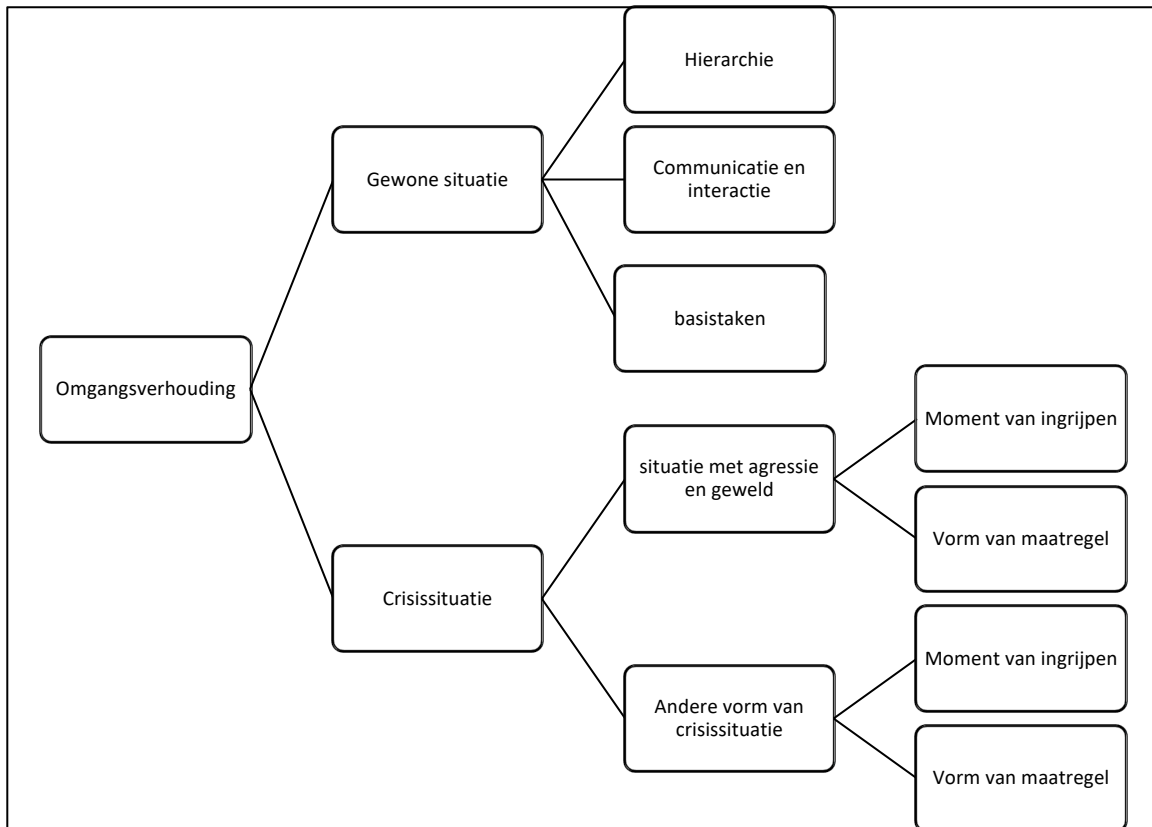 Hierarchie
Communicatie en
interactie
Gewone situatie
basistaken
Omgangsverhouding
Moment van ingrijpen
situatie met agressie
en geweld
Vorm van maatregel
Crisissituatie
Moment van ingrijpen
Andere vorm van
crisissituatie
Vorm van maatregel